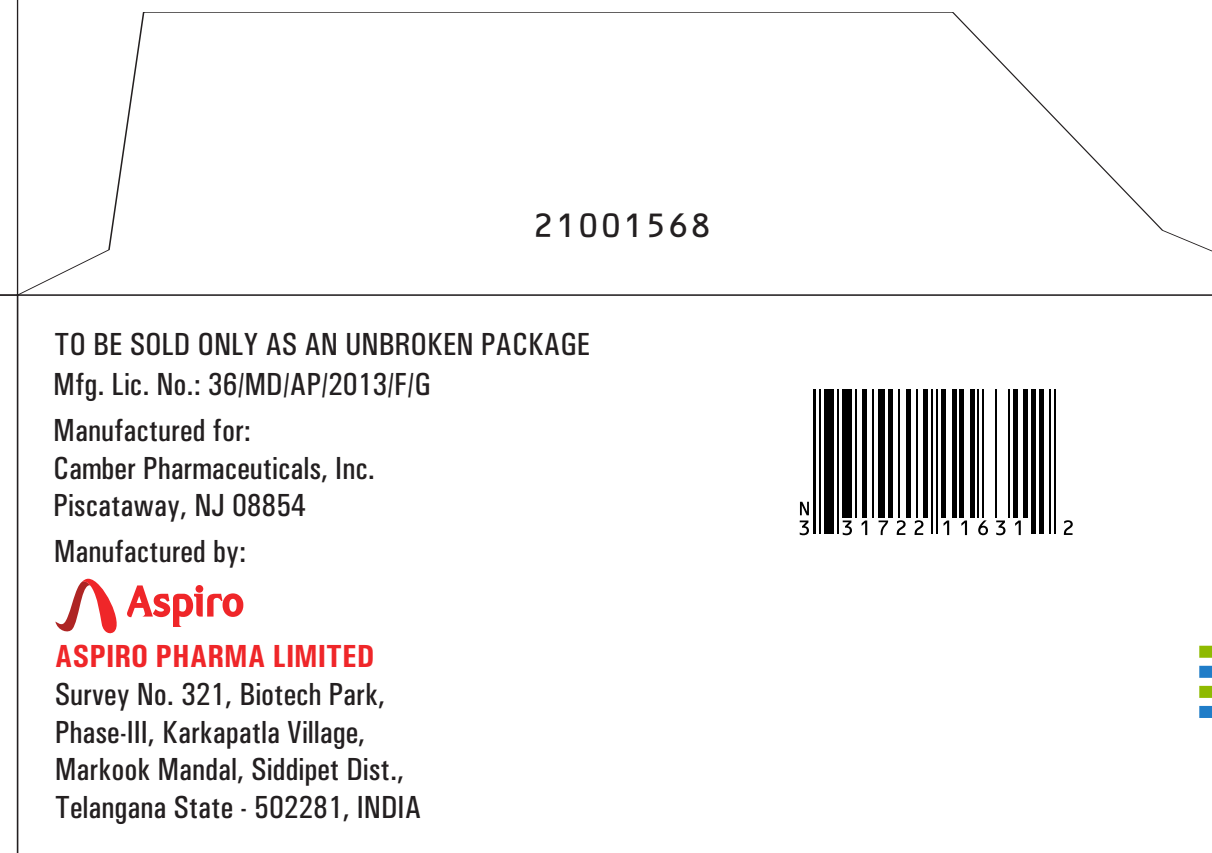 21001568
TO BE SOLD ONLY AS AN UNBROKEN PACKAGE
Mfg. Lic. No.: 36/MD/AP/2013/F/G
Manufactured for:
Camber Pharmaceuticals, Inc.
Piscataway, NJ 08854
N
3 31722 11631 2
Manufactured by:
Aspiro
ASPIRO PHARMA LIMITED
Survey No. 321, Biotech Park,
Phase-III, Karkapatla Village,
Markook Mandal, Siddipet Dist.,
Telangana State - 502281, INDIA